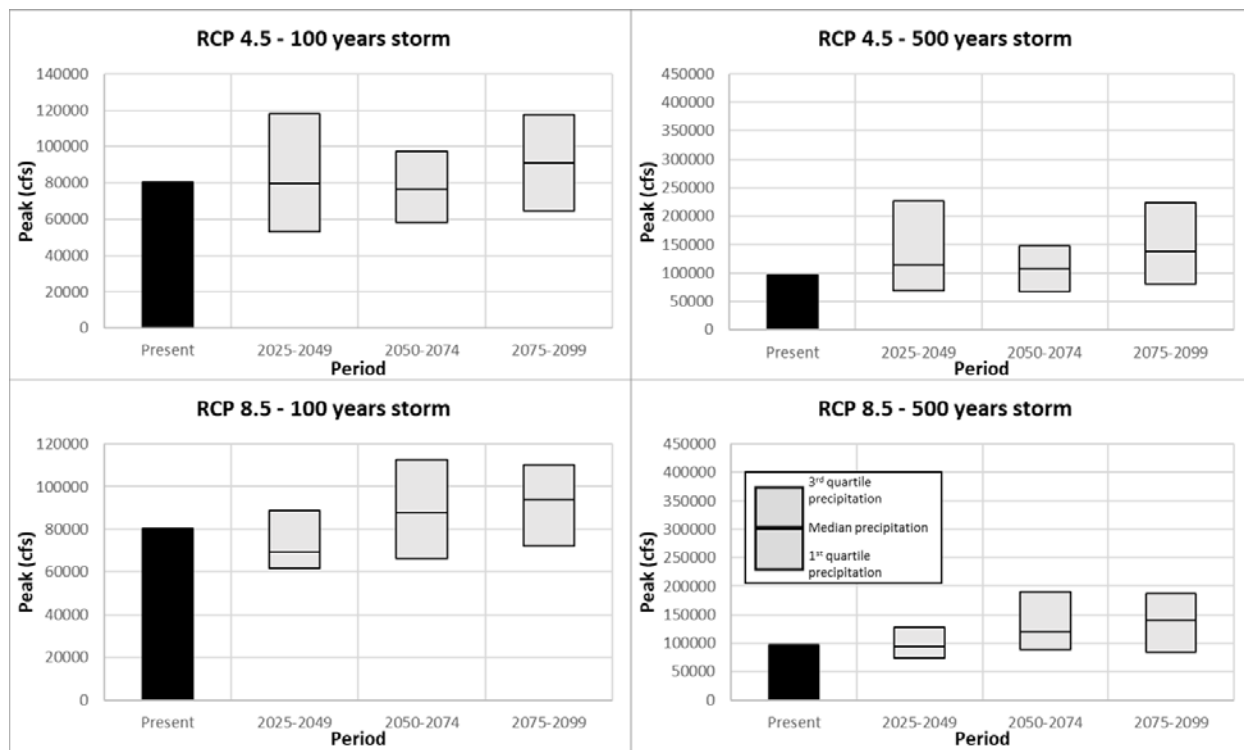 RCP 4.5 - 100 years storm
Peak (cfs)
140000
120000
100000
80000
60000
40000
20000
0
Present
2025-2049
2050-2074
2075-2099
Period
RCP 4.5 - 500 years storm
Peak (cfs)
450000
400000
350000
300000
250000
200000
150000
100000
50000
0
Present
2025-2049
2050-2074
2075-2099
Period
RCP 8.5 - 100 years storm
Peak (cfs)
120000
100000
80000
60000
40000
20000
0
Present
2025-2049
2050-2074
2075-2099
Period
RCP 8.5 - 500 years storm
Peak (cfs)
450000
400000
350000
300000
250000
200000
150000
100000
50000
0
3rd quartile
precipitation
Median precipitation
1st quartile
precipitation
Present
2025-2049
2050-2074
2075-2099
Period